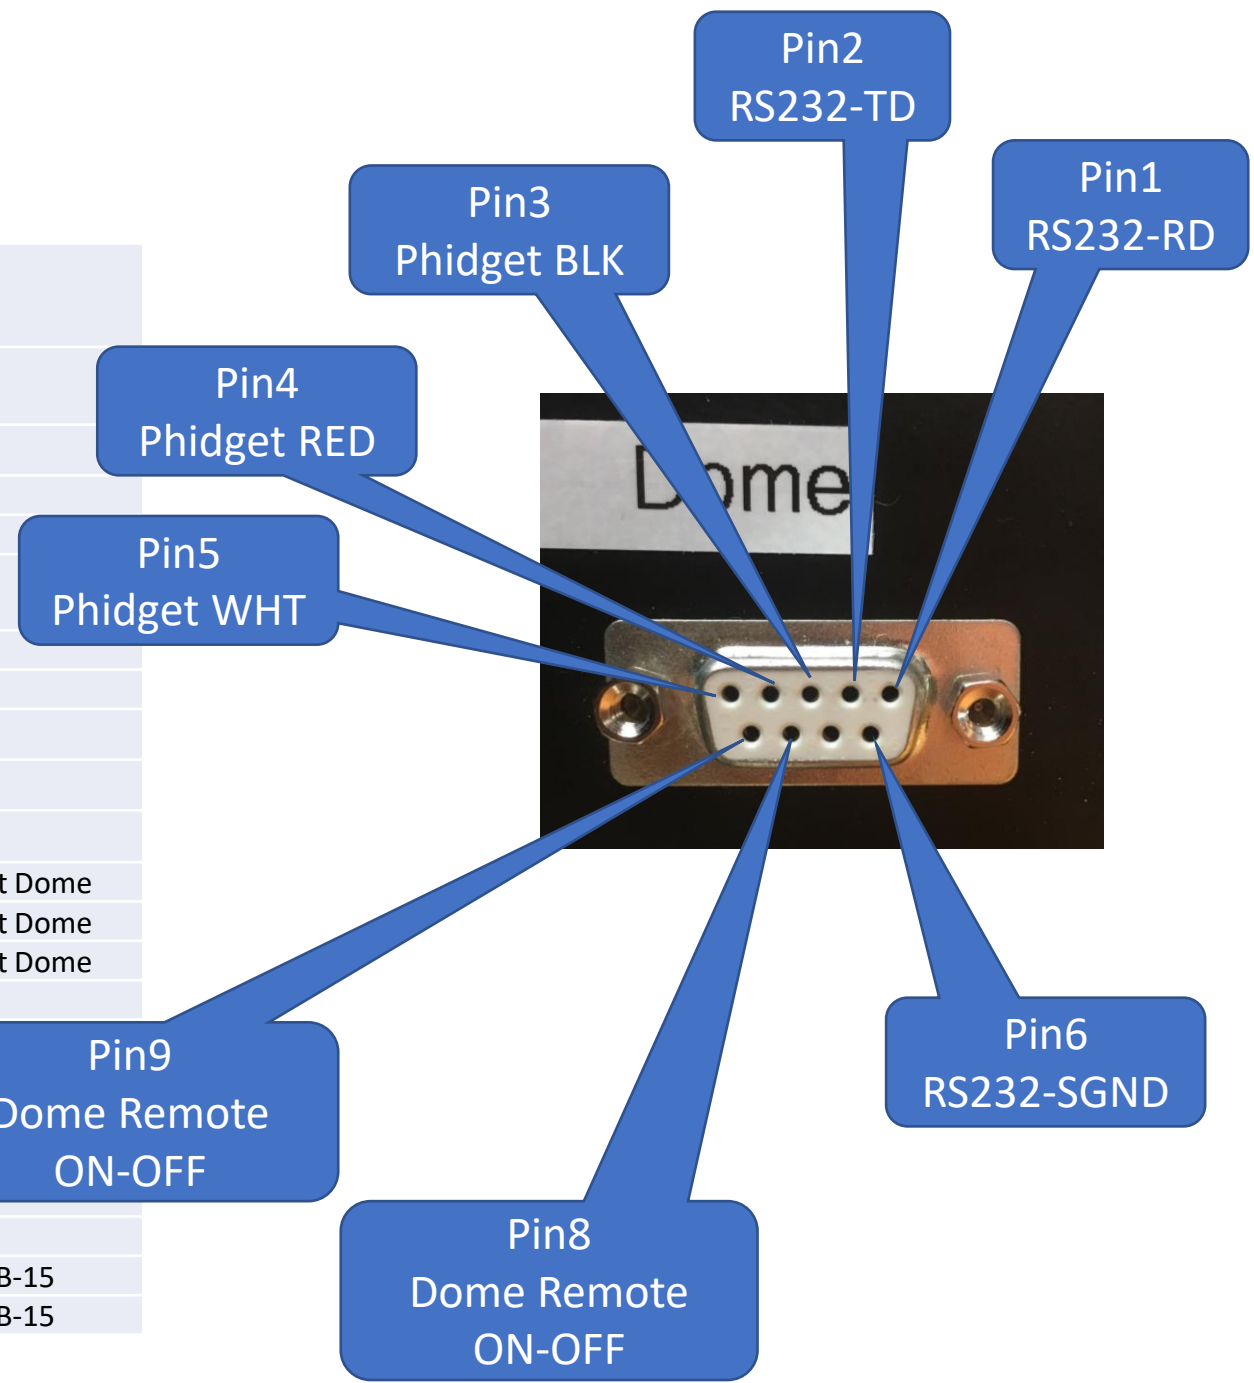 Pin2
RS232-TD
Pin1
RS232-RD
Pin3
Phidget BLK
Pin4
Phidget RED
Dome
Pin5
Phidget WHT
t Dome
t Dome
t Dome
Pin9
Dome Remote
ON-OFF
Pin6
RS232-SGND
Pin8
Dome Remote
ON-OFF
B-15
B-15